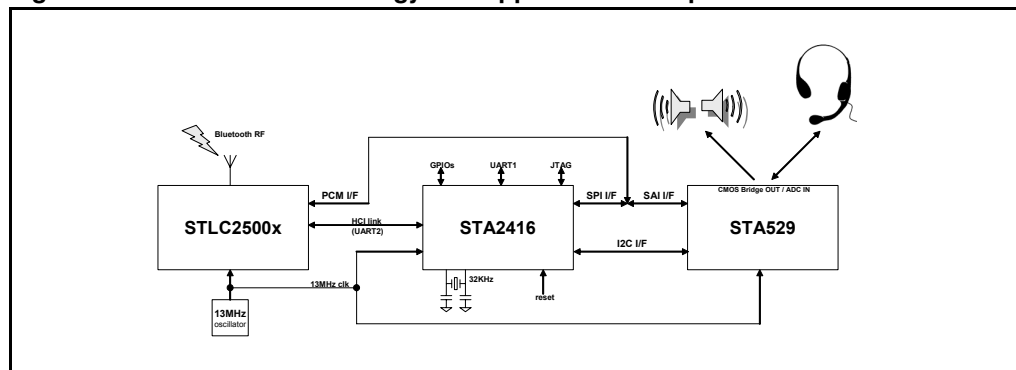 Bluetooth RF
GPIOs UART1 JTAG
CMOS Bridge OUT / ADC IN
PCM I/F SPI I/F SAI I/F
STLC2500x STA2416 STA529
HCI link
(UART2)
I2C I/F
13MHz clk 32KHz
reset
13MHz
oscillator